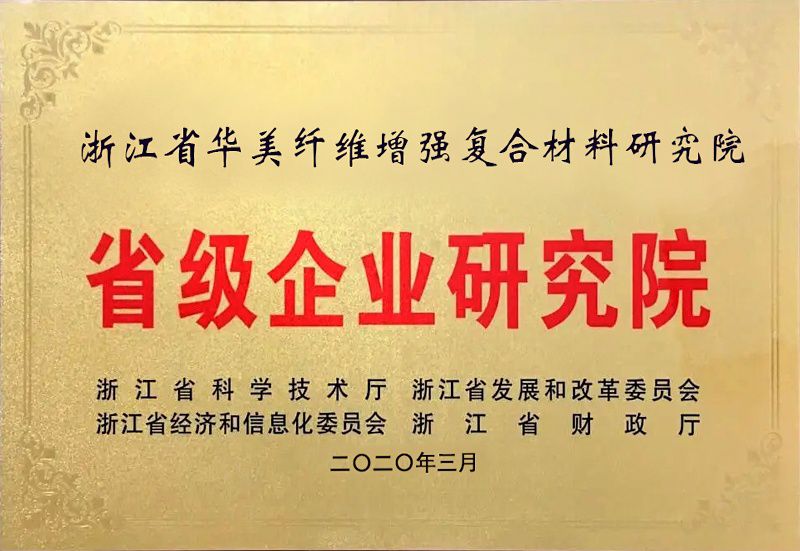 浙江省华美纤维增强复合材料研究院
省级企业研究院
浙江省科学技术厅 浙江省发展和改革委员会
浙江省经济和信息化委员会 浙江省财政厅
二〇二〇年三月